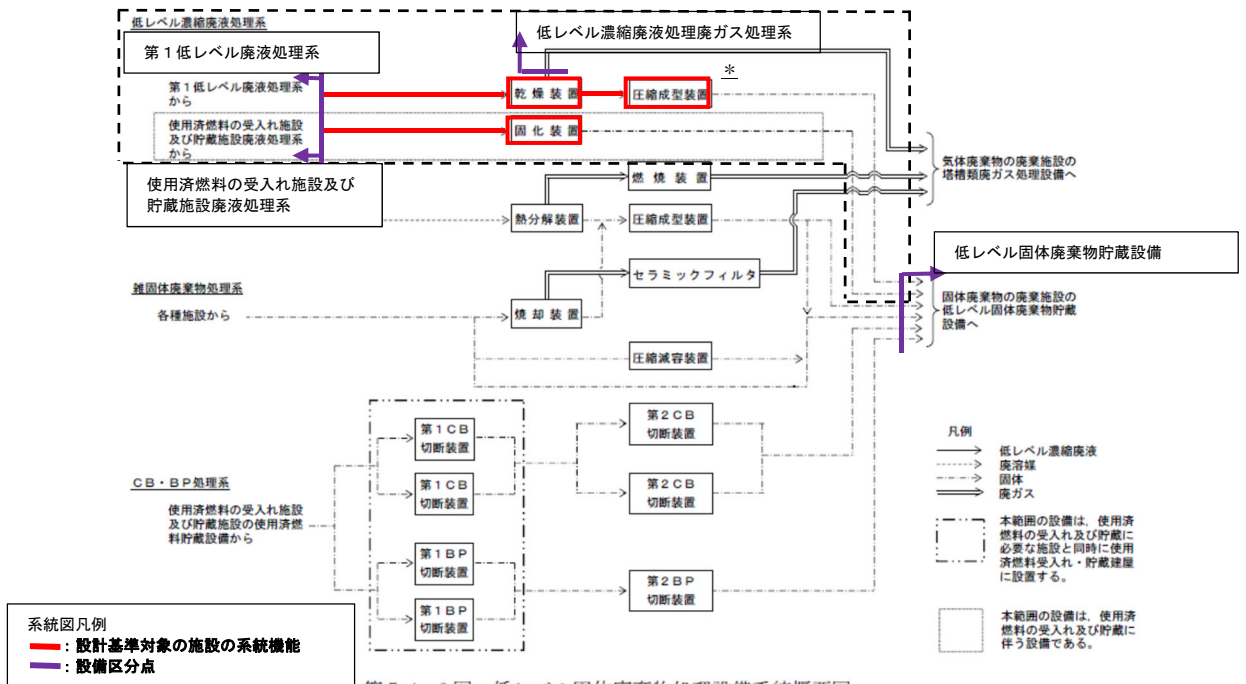 低レベル濃縮廃液処理系
第1低レベル廃液処理系
低レベル濃縮廃液処理廃ガス処理系
*
第1低レベル廃液処理系
から
乾燥装置
圧縮成型装置
使用済燃料の受入れ施設
及び貯蔵施設廃液処理系
から
固化装置
気体廃棄物の廃棄施設の
塔槽類廃ガス処理設備へ
使用済燃料の受入れ施設及び
貯蔵施設廃液処理系
燃焼装置
熱分解装置
圧縮成型装置
低レベル固体廃棄物貯蔵設備
セラミックフィルタ
雑固体廃棄物処理系
各種施設から
焼却装置
固体廃棄物の廃棄施設の
低レベル固体廃棄物貯蔵
設備へ
圧縮減容装置
第1CB
切断装置
第2CB
切断装置
CB・BP処理系
第1CB
切断装置
第2CB
切断装置
使用済燃料の受入れ施設
及び貯蔵施設の使用済燃
料貯蔵設備から
第1BP
切断装置
第2BP
切断装置
第1BP
切断装置
凡例
低レベル濃縮廃液
廃溶媒
固体
廃ガス
本範囲の設備は、使用済
燃料の受入れ及び貯蔵に
必要な施設と同時に使用
済燃料受入れ・貯蔵建屋
に設置する。
本範囲の設備は、使用済
燃料の受入れ及び貯蔵に
伴う設備である。
系統図凡例
：設計基準対象の施設の系統機能
：設備区分点